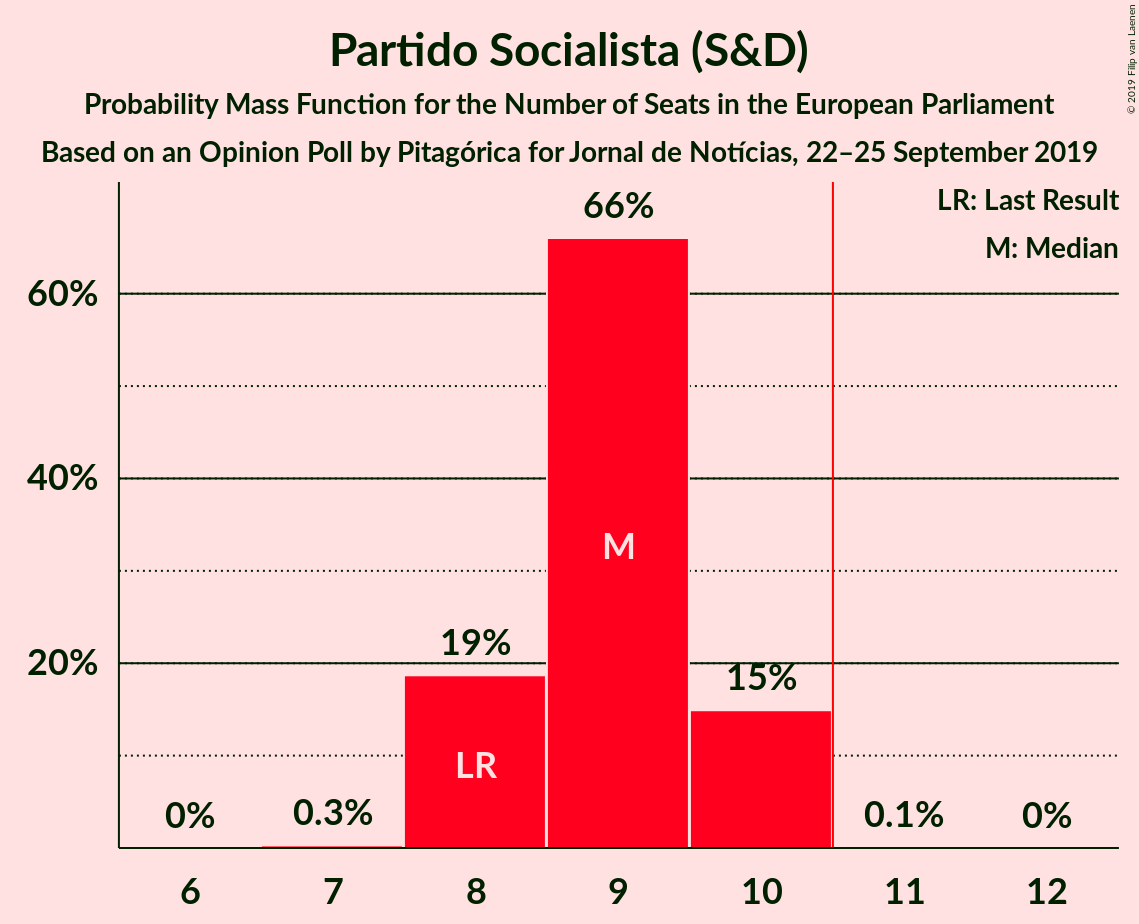 Partido Socialista (S&D)
Probability Mass Function for the Number of Seats in the European Parliament
Based on an Opinion Poll by Pitagórica for Jornal de Notícias, 22–25 September 2019
© 2019 Filip van Laenen
LR: Last Result
M: Median
60%
40%
20%
0%
0.3%
19%
66%
15%
0.1%
0%
LR
M
6 7 8 9 10 11 12